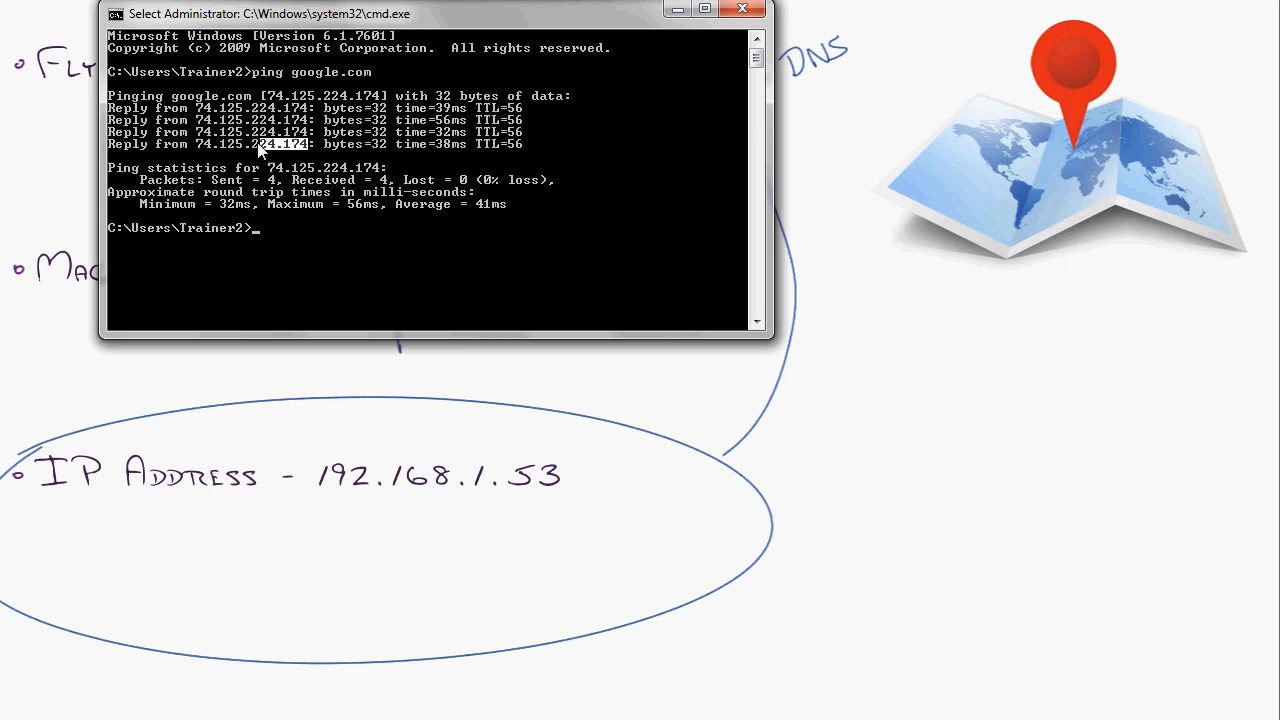 Select Administrator: C:\Windows\system32\cmd.exe
Microsoft Windows [Version 6.1.7601]
Copyright (c) 2009 Microsoft Corporation.  All rights reserved.
C:\Users\Trainer2>ping google.com
Pinging google.com [74.125.224.174] with 32 bytes of data:
Reply from 74.125.224.174: bytes=32 time=39ms TTL=56
Reply from 74.125.224.174: bytes=32 time=56ms TTL=56
Reply from 74.125.224.174: bytes=32 time=32ms TTL=56
Reply from 74.125.224.174: bytes=32 time=38ms TTL=56
Ping statistics for 74.125.224.174:
Packets: Sent = 4, Received = 4, Lost = 0 (0% loss),
Approximate round trip times in milli-seconds:
Minimum = 32ms, Maximum = 56ms, Average = 41ms
C:\Users\Trainer2>_
DNS
• FLY
• MAC
• IP ADDRESS - 192.168.1.53